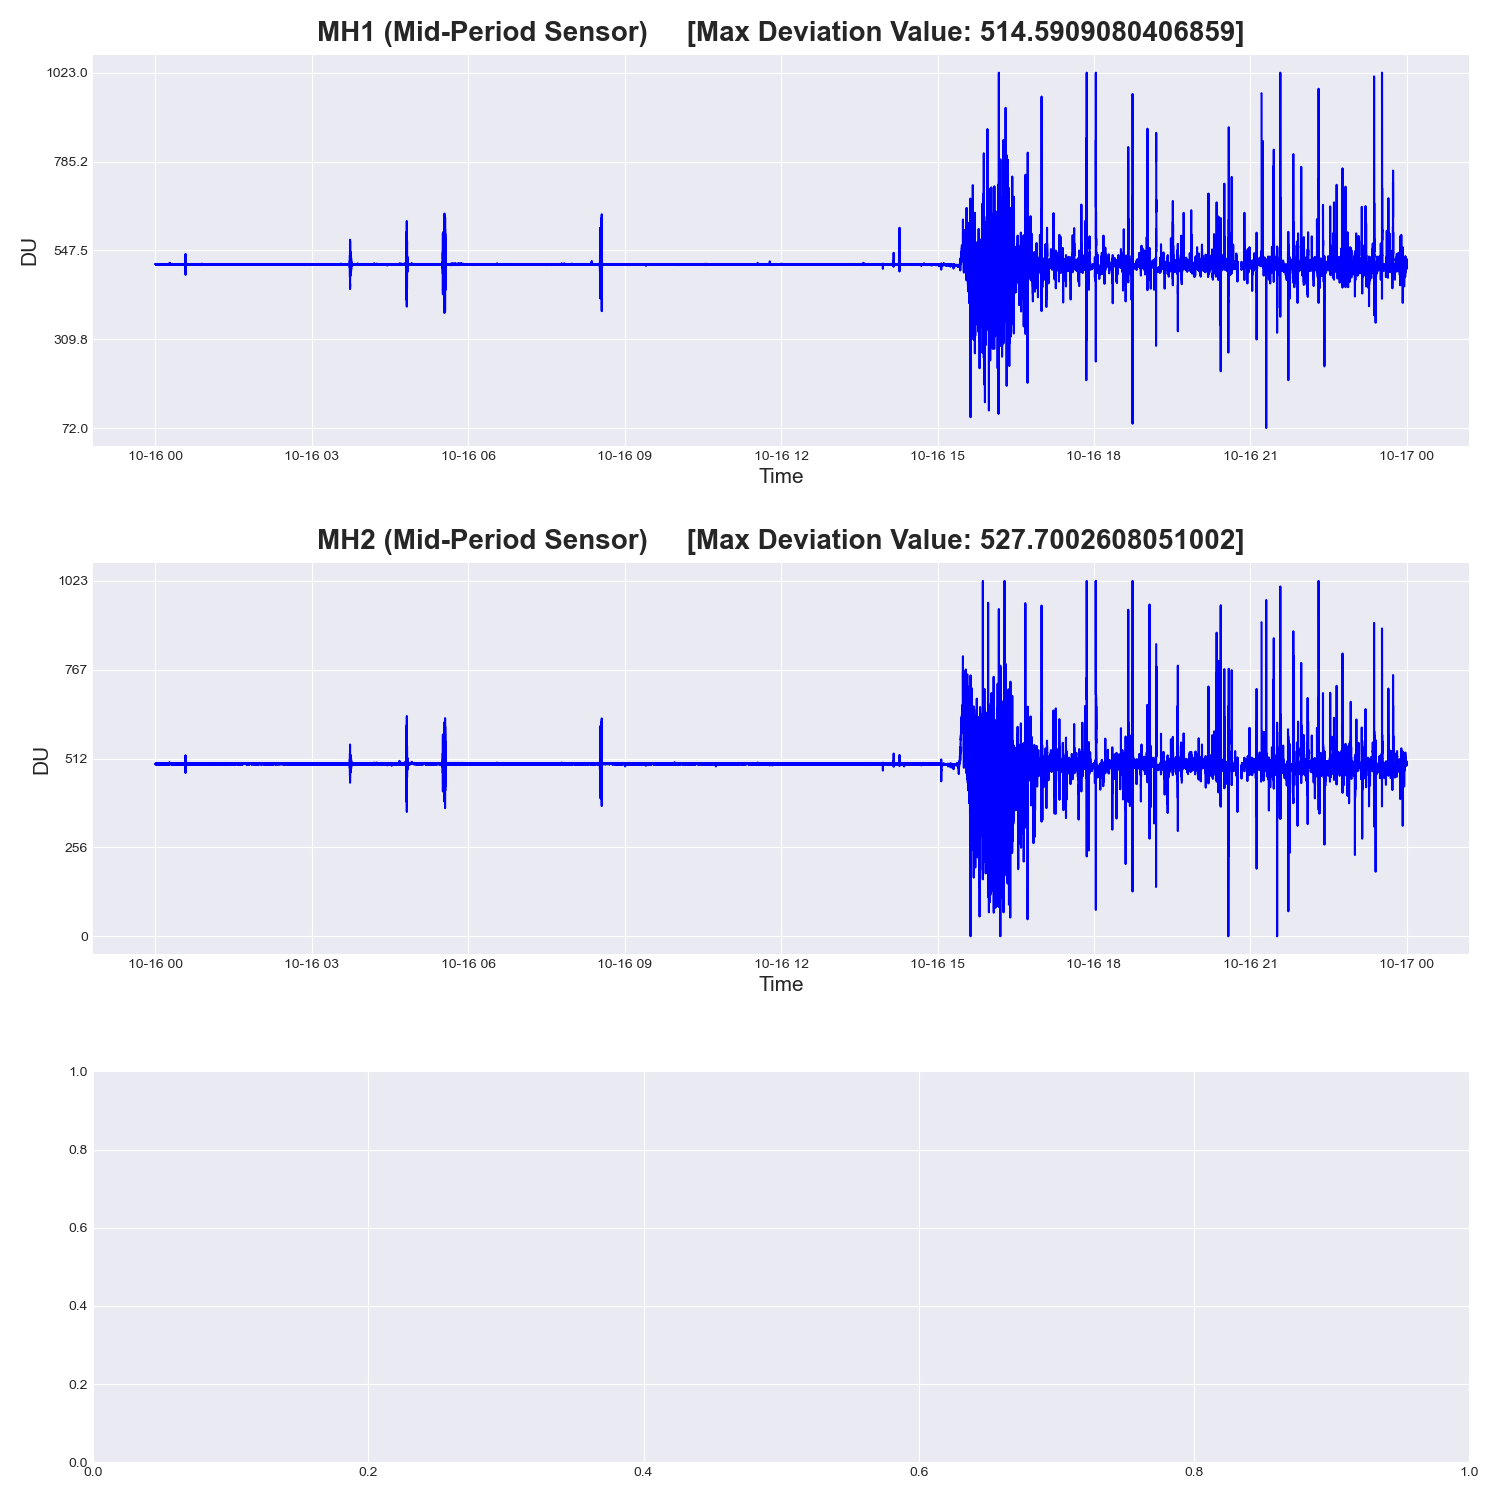 MH1 (Mid-Period Sensor) [Max Deviation Value: 514.5909080406859]
1023.0
785.2
547.5
309.8
72.0
DU
10-16 00 10-16 03 10-16 06 10-16 09 10-16 12 10-16 15 10-16 18 10-16 21 10-17 00
Time
MH2 (Mid-Period Sensor) [Max Deviation Value: 527.7002608051002]
1023
767
512
256
0
DU
10-16 00 10-16 03 10-16 06 10-16 09 10-16 12 10-16 15 10-16 18 10-16 21 10-17 00
Time
1.0
0.8
0.6
0.4
0.2
0.0
0.0 0.2 0.4 0.6 0.8 1.0